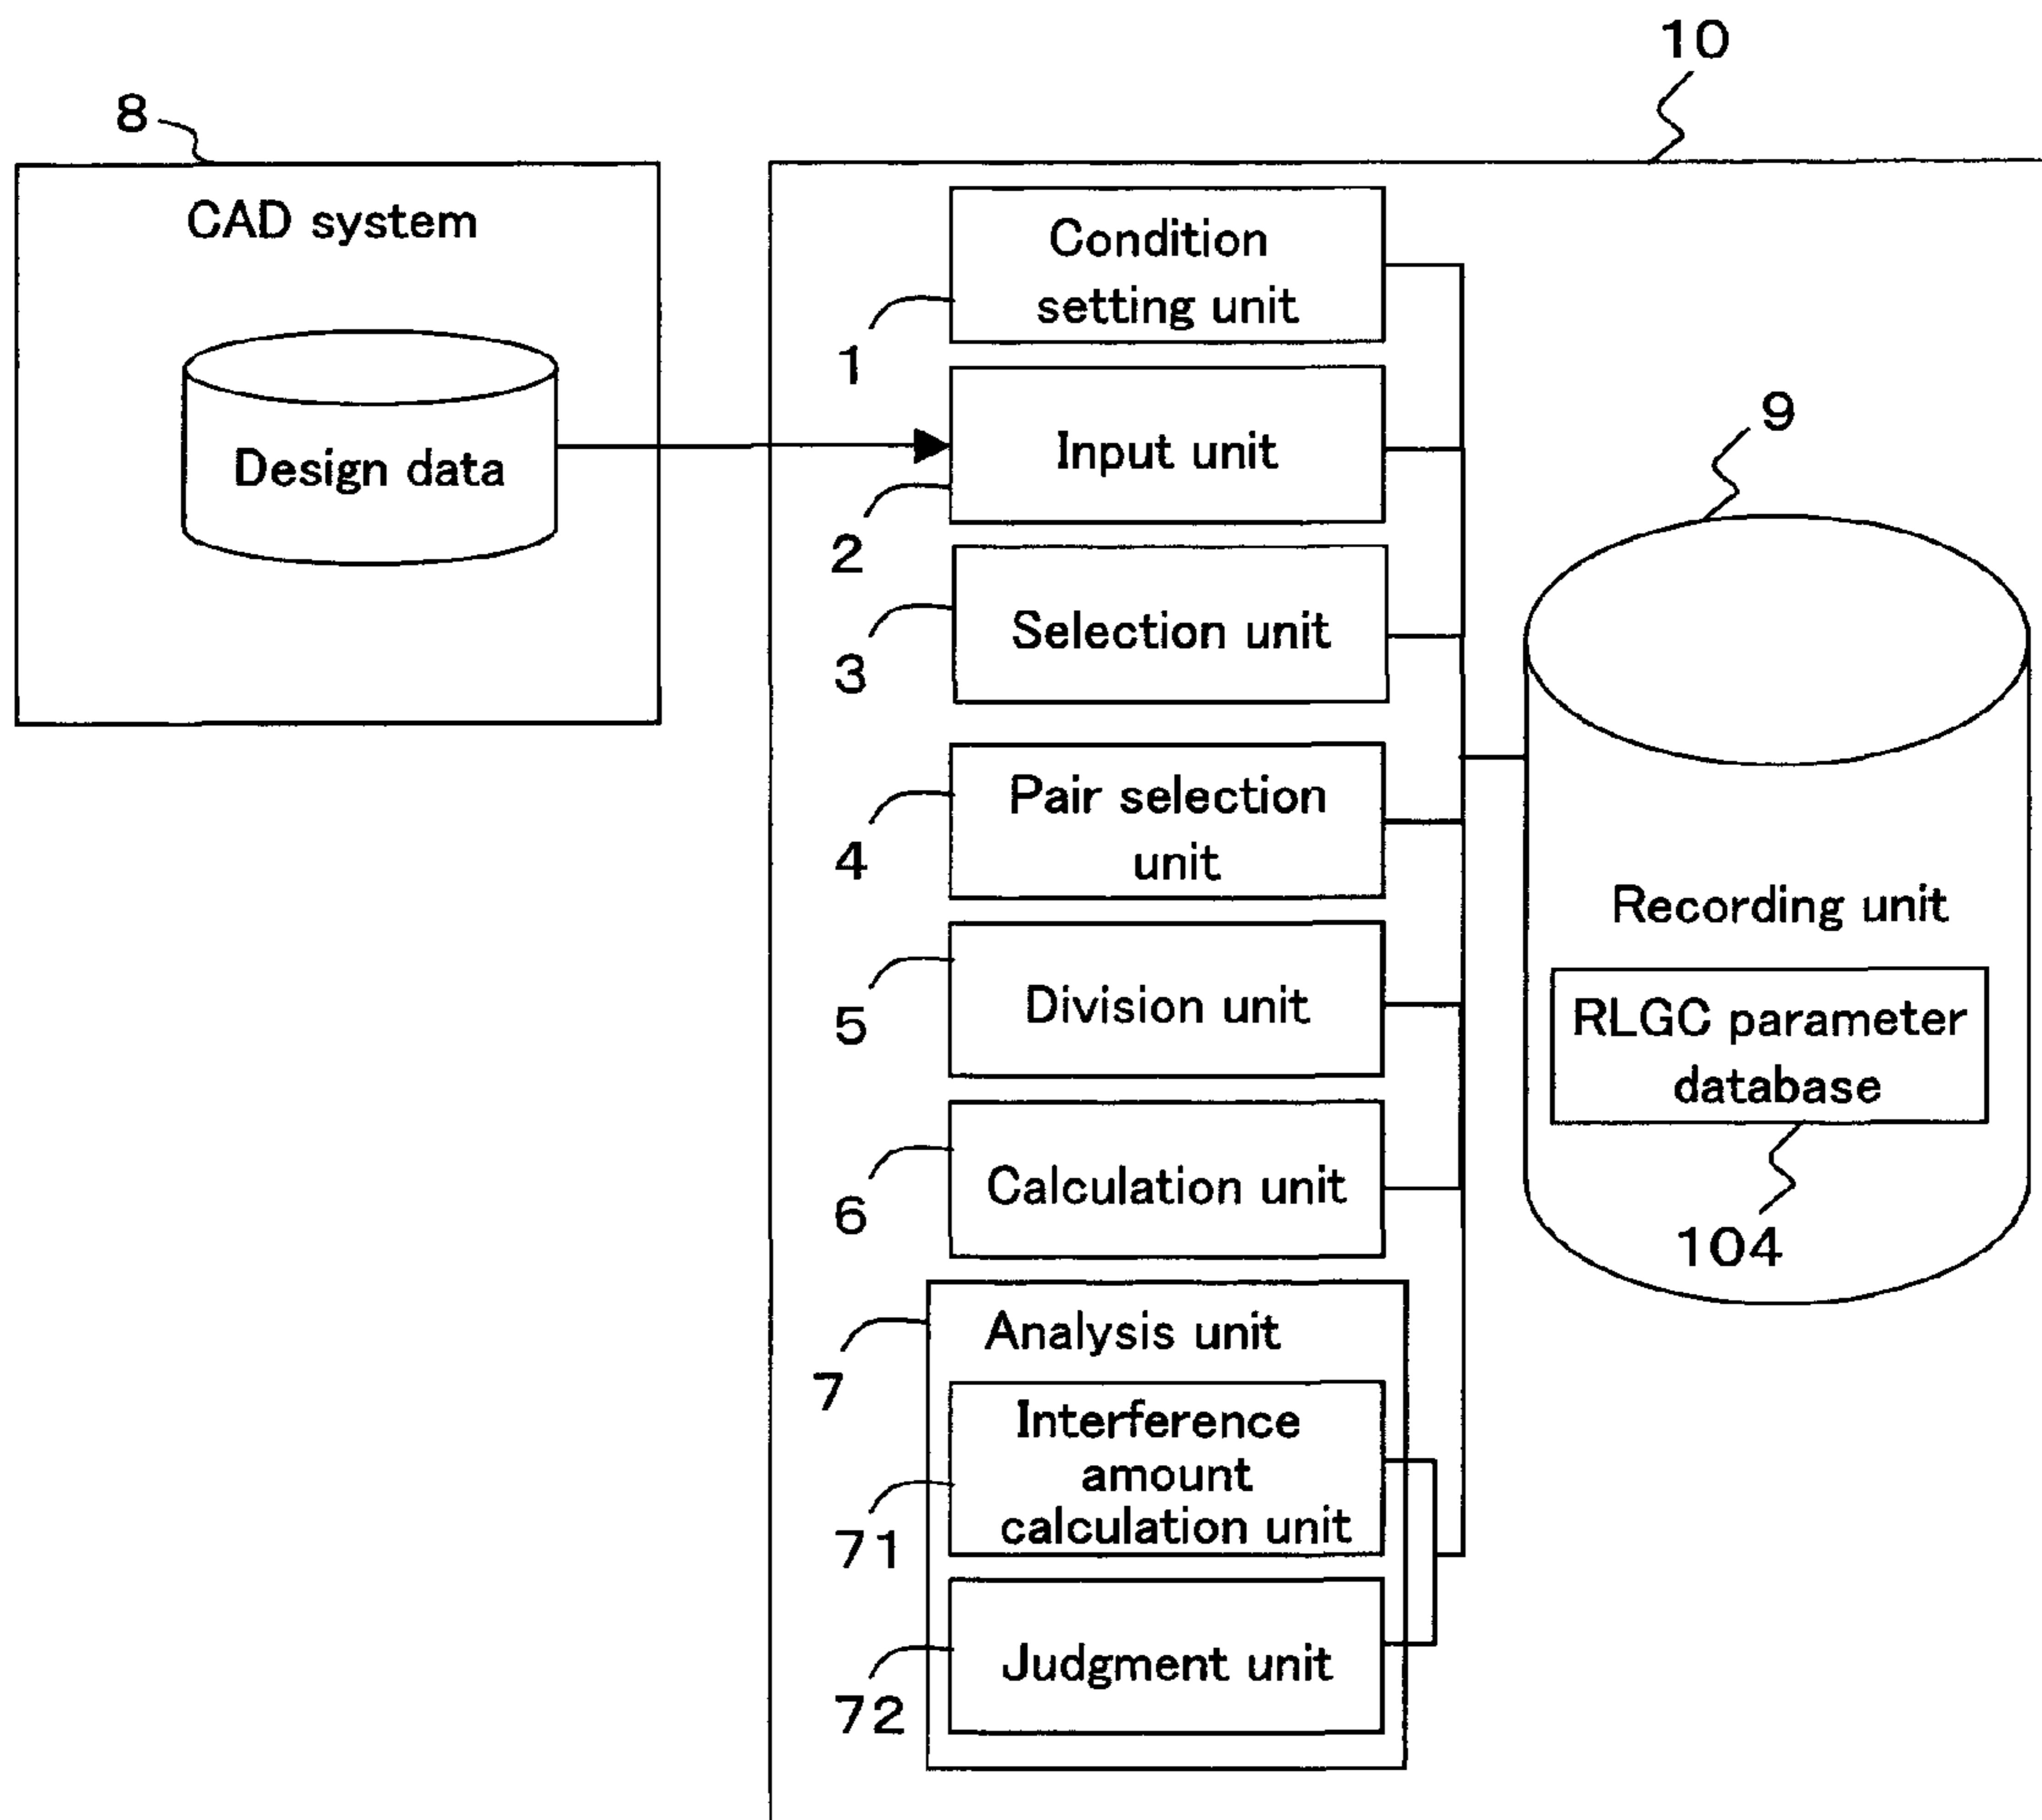 10
8
CAD system
Design data
Condition
setting unit
1
Input unit
2
Selection unit
3
Pair selection
unit
4
Division unit
5
Calculation unit
6
Analysis unit
7
Interference
amount
calculation unit
71
Judgment unit
72
9
Recording unit
RLGC parameter
database
104